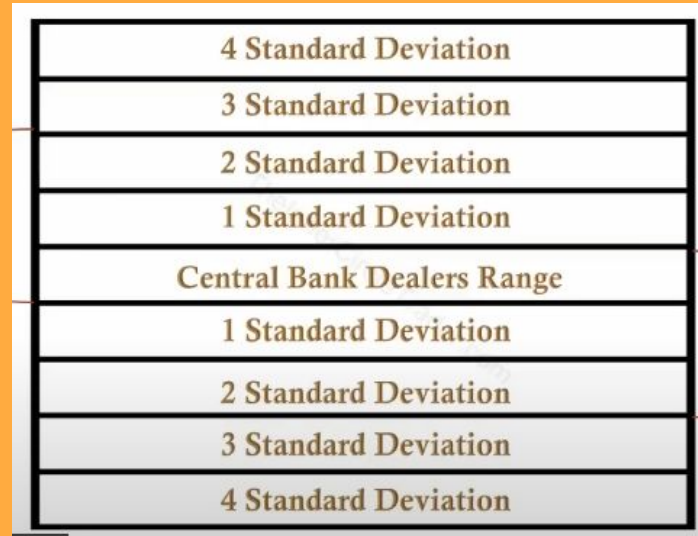 4 Standard Deviation
3 Standard Deviation
2 Standard Deviation
1 Standard Deviation
Central Bank Dealers Range
1 Standard Deviation
2 Standard Deviation
3 Standard Deviation
4 Standard Deviation